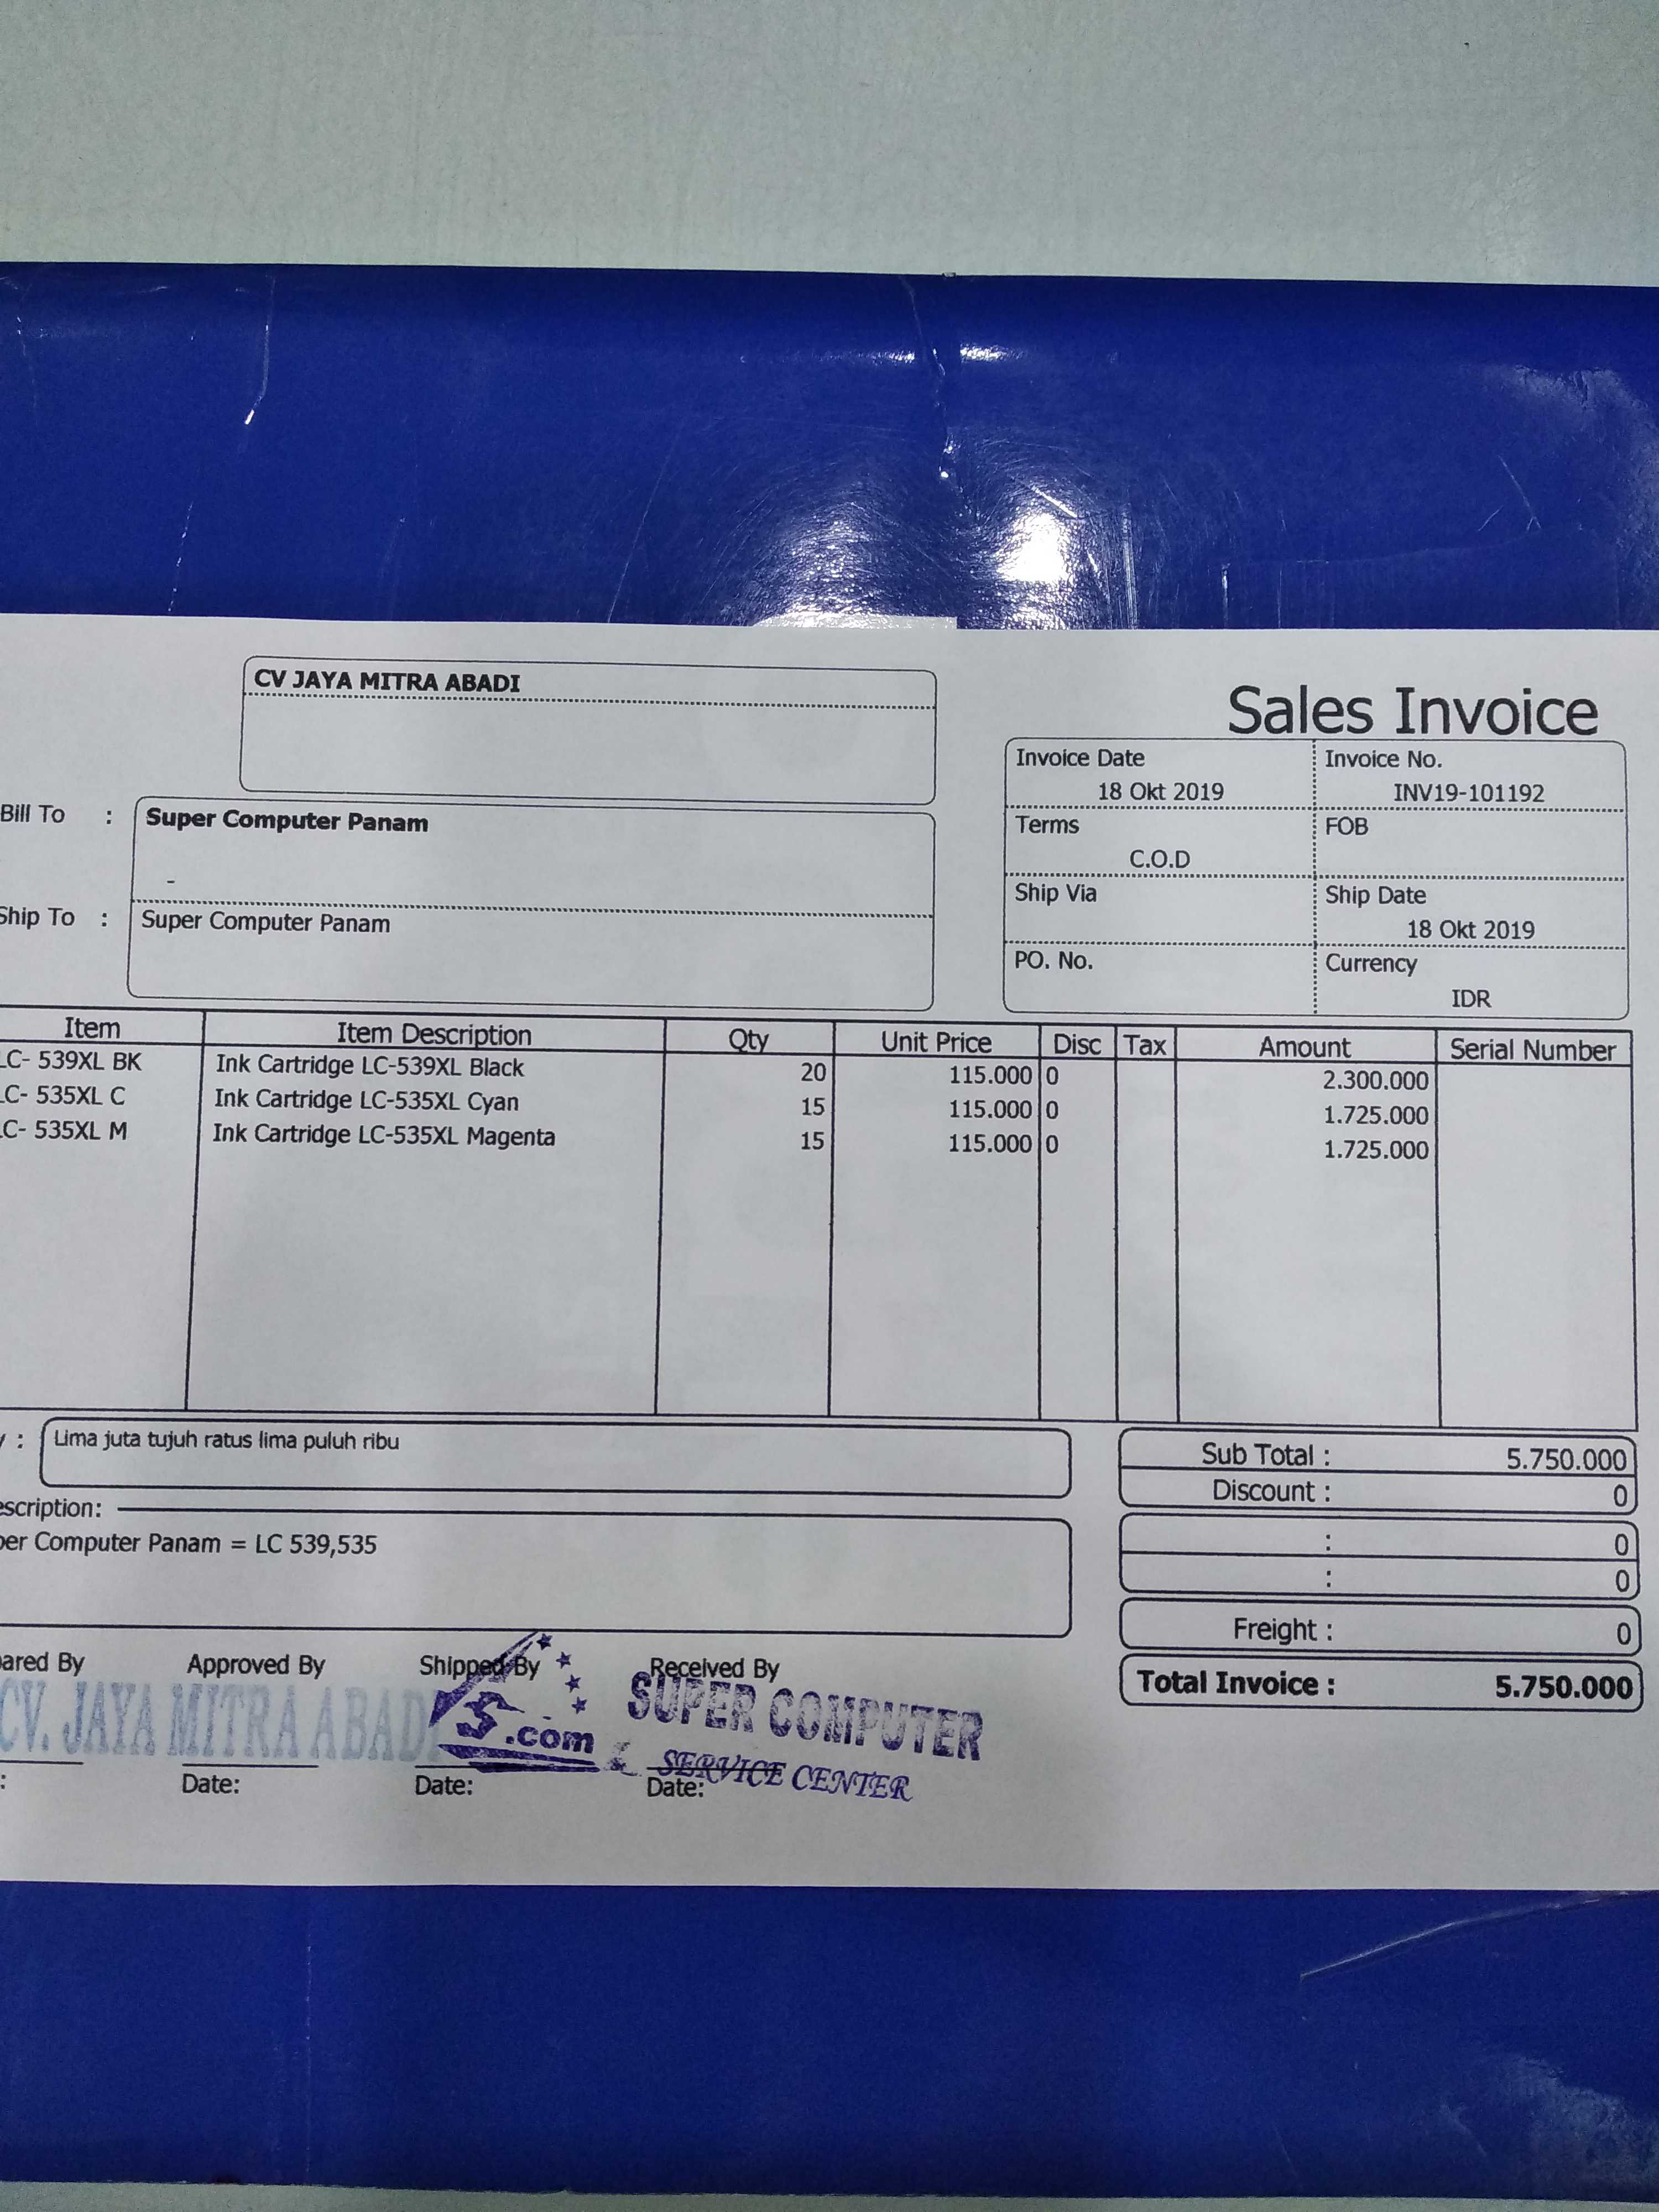 CV JAYA MITRA ABADI
Sales Invoice
Invoice Date Invoice No.
18 Okt 2019 INV19-101192
Terms FOB
C.O.D
Ship Via Ship Date
18 Okt 2019
PO. No. Currency
IDR
Bill To : Super Computer Panam
-
Ship To : Super Computer Panam
Item Item Description Qty Unit Price Disc Tax Amount Serial Number
LC- 539XL BK Ink Cartridge LC-539XL Black 20 115.000 0 2.300.000
LC- 535XL C Ink Cartridge LC-535XL Cyan 15 115.000 0 1.725.000
LC- 535XL M Ink Cartridge LC-535XL Magenta 15 115.000 0 1.725.000
y : Lima juta tujuh ratus lima puluh ribu
escription:
per Computer Panam = LC 539,535
Sub Total : 5.750.000
Discount : 0
: 0
: 0
Freight : 0
Total Invoice : 5.750.000
ared By Approved By Shipped By Received By
CV. JAYA MITRA ABADI
S.com
SUPER COMPUTER
SERVICE CENTER
: Date: Date: Date: